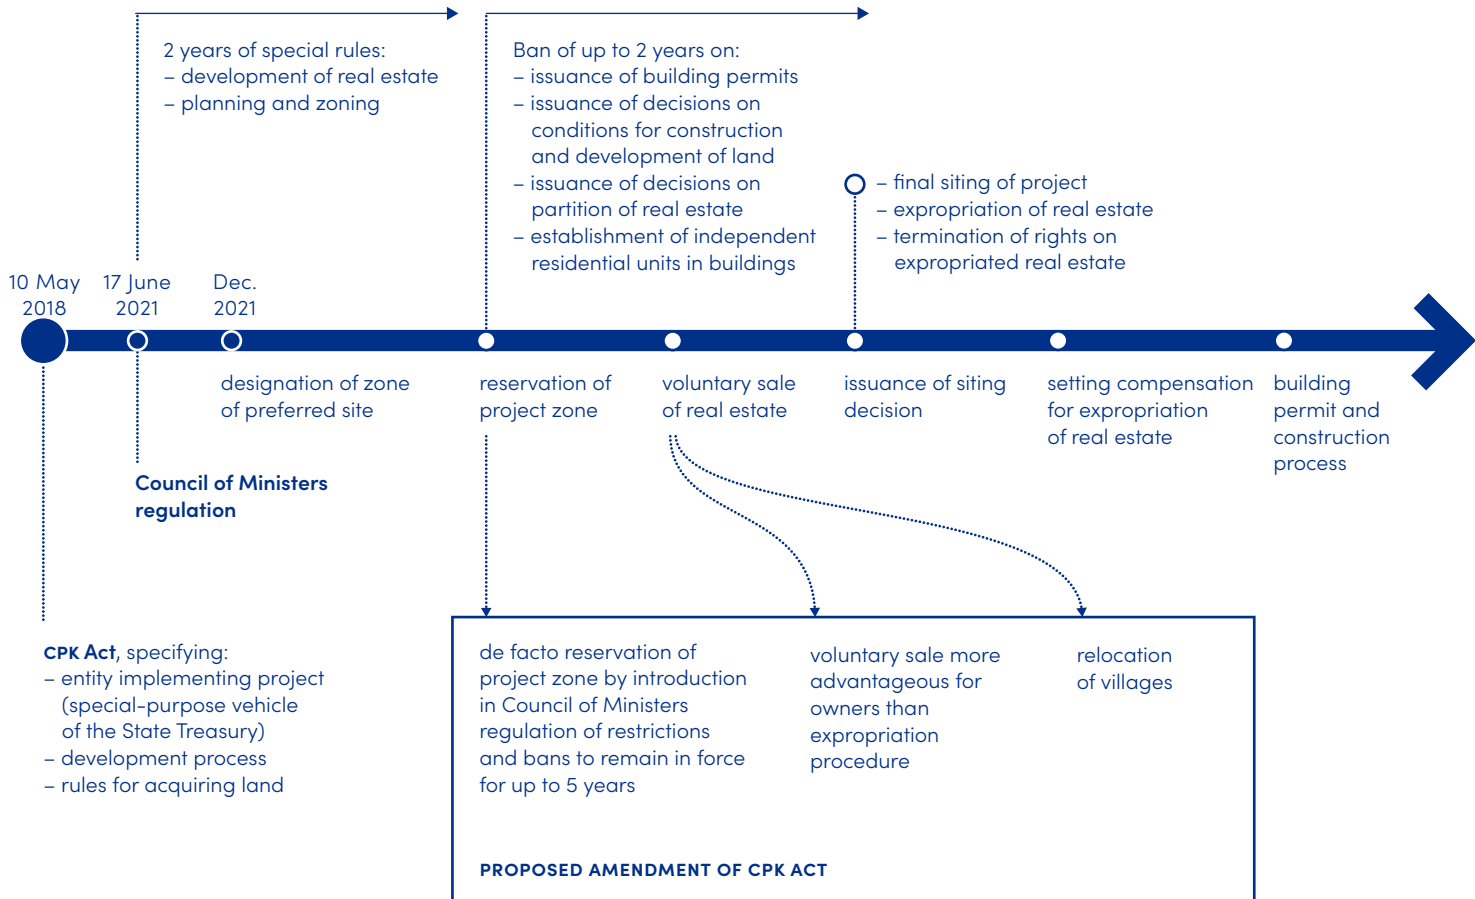 2 years of special rules:
– development of real estate
– planning and zoning
Ban of up to 2 years on:
– issuance of building permits
– issuance of decisions on
conditions for construction
and development of land
– issuance of decisions on
partition of real estate
– establishment of independent
residential units in buildings
– final siting of project
– expropriation of real estate
– termination of rights on
expropriated real estate
10 May
2018
17 June
2021
Dec.
2021
designation of zone
of preferred site
reservation of
project zone
voluntary sale
of real estate
issuance of siting
decision
setting compensation
for expropriation
of real estate
building
permit and
construction
process
Council of Ministers
regulation
CPK Act, specifying:
– entity implementing project
(special-purpose vehicle
of the State Treasury)
– development process
– rules for acquiring land
de facto reservation of
project zone by introduction
in Council of Ministers
regulation of restrictions
and bans to remain in force
for up to 5 years
voluntary sale more
advantageous for
owners than
expropriation
procedure
relocation
of villages
PROPOSED AMENDMENT OF CPK ACT